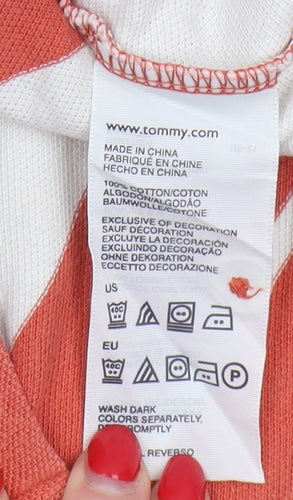 www.tommy.com
MADE IN CHINA
FABRIQUÉ EN CHINE
HECHO EN CHINA
100% COTTON/COTON
ALGODON/ALGODÃO
BAUMWOLLE/COTONE
EXCLUSIVE OF DECORATION
SAUF DÉCORATION
EXCLUYE LA DECORACIÓN
EXCLUINDO DECORAÇÃO
OHNE DEKORATION
ECCETTO DECORAZIONE
US
40C
EU
40C
P
WASH DARK
COLORS SEPARATELY,
PROMPTLY
REVERSO